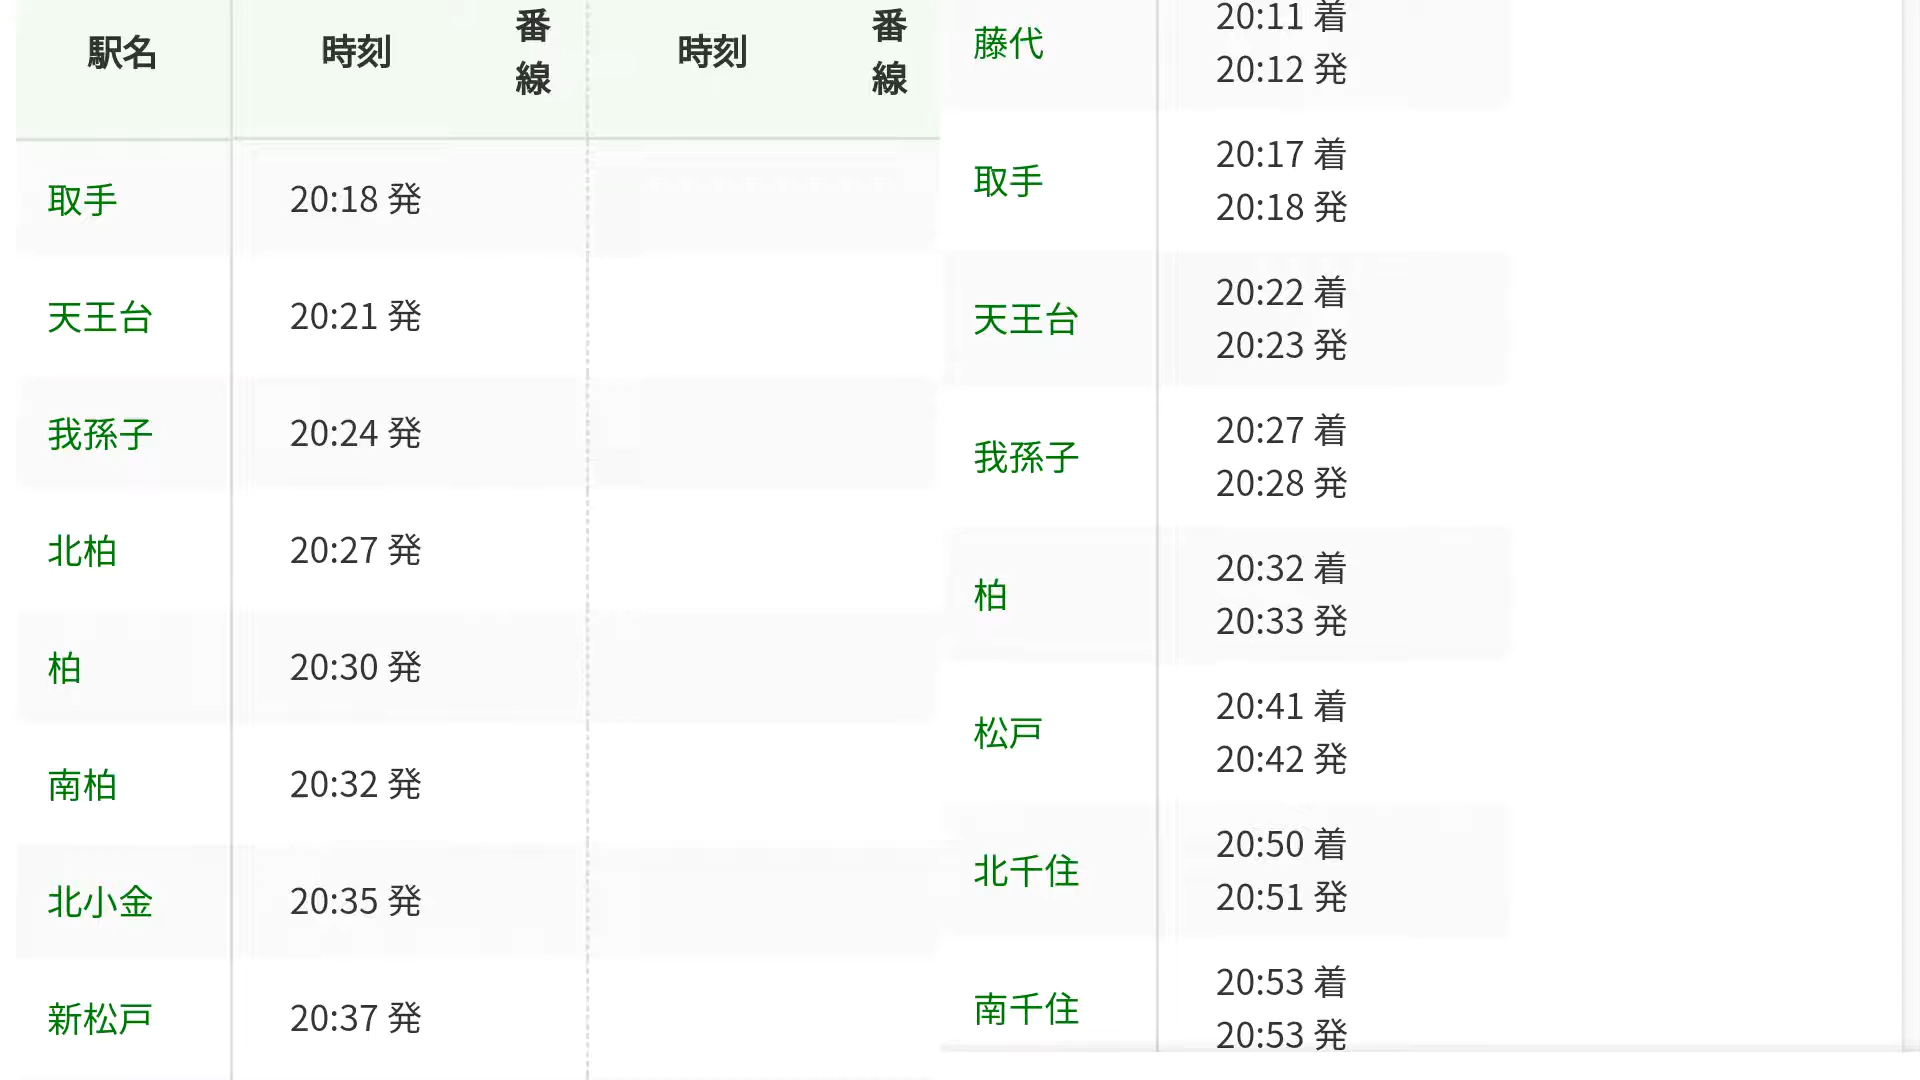 駅名 時刻 番線 時刻 番線
取手 20:18 発
天王台 20:21 発
我孫子 20:24 発
北柏 20:27 発
柏 20:30 発
南柏 20:32 発
北小金 20:35 発
新松戸 20:37 発
藤代 20:11 着
20:12 発
取手 20:17 着
20:18 発
天王台 20:22 着
20:23 発
我孫子 20:27 着
20:28 発
柏 20:32 着
20:33 発
松戸 20:41 着
20:42 発
北千住 20:50 着
20:51 発
南千住 20:53 着
20:53 発